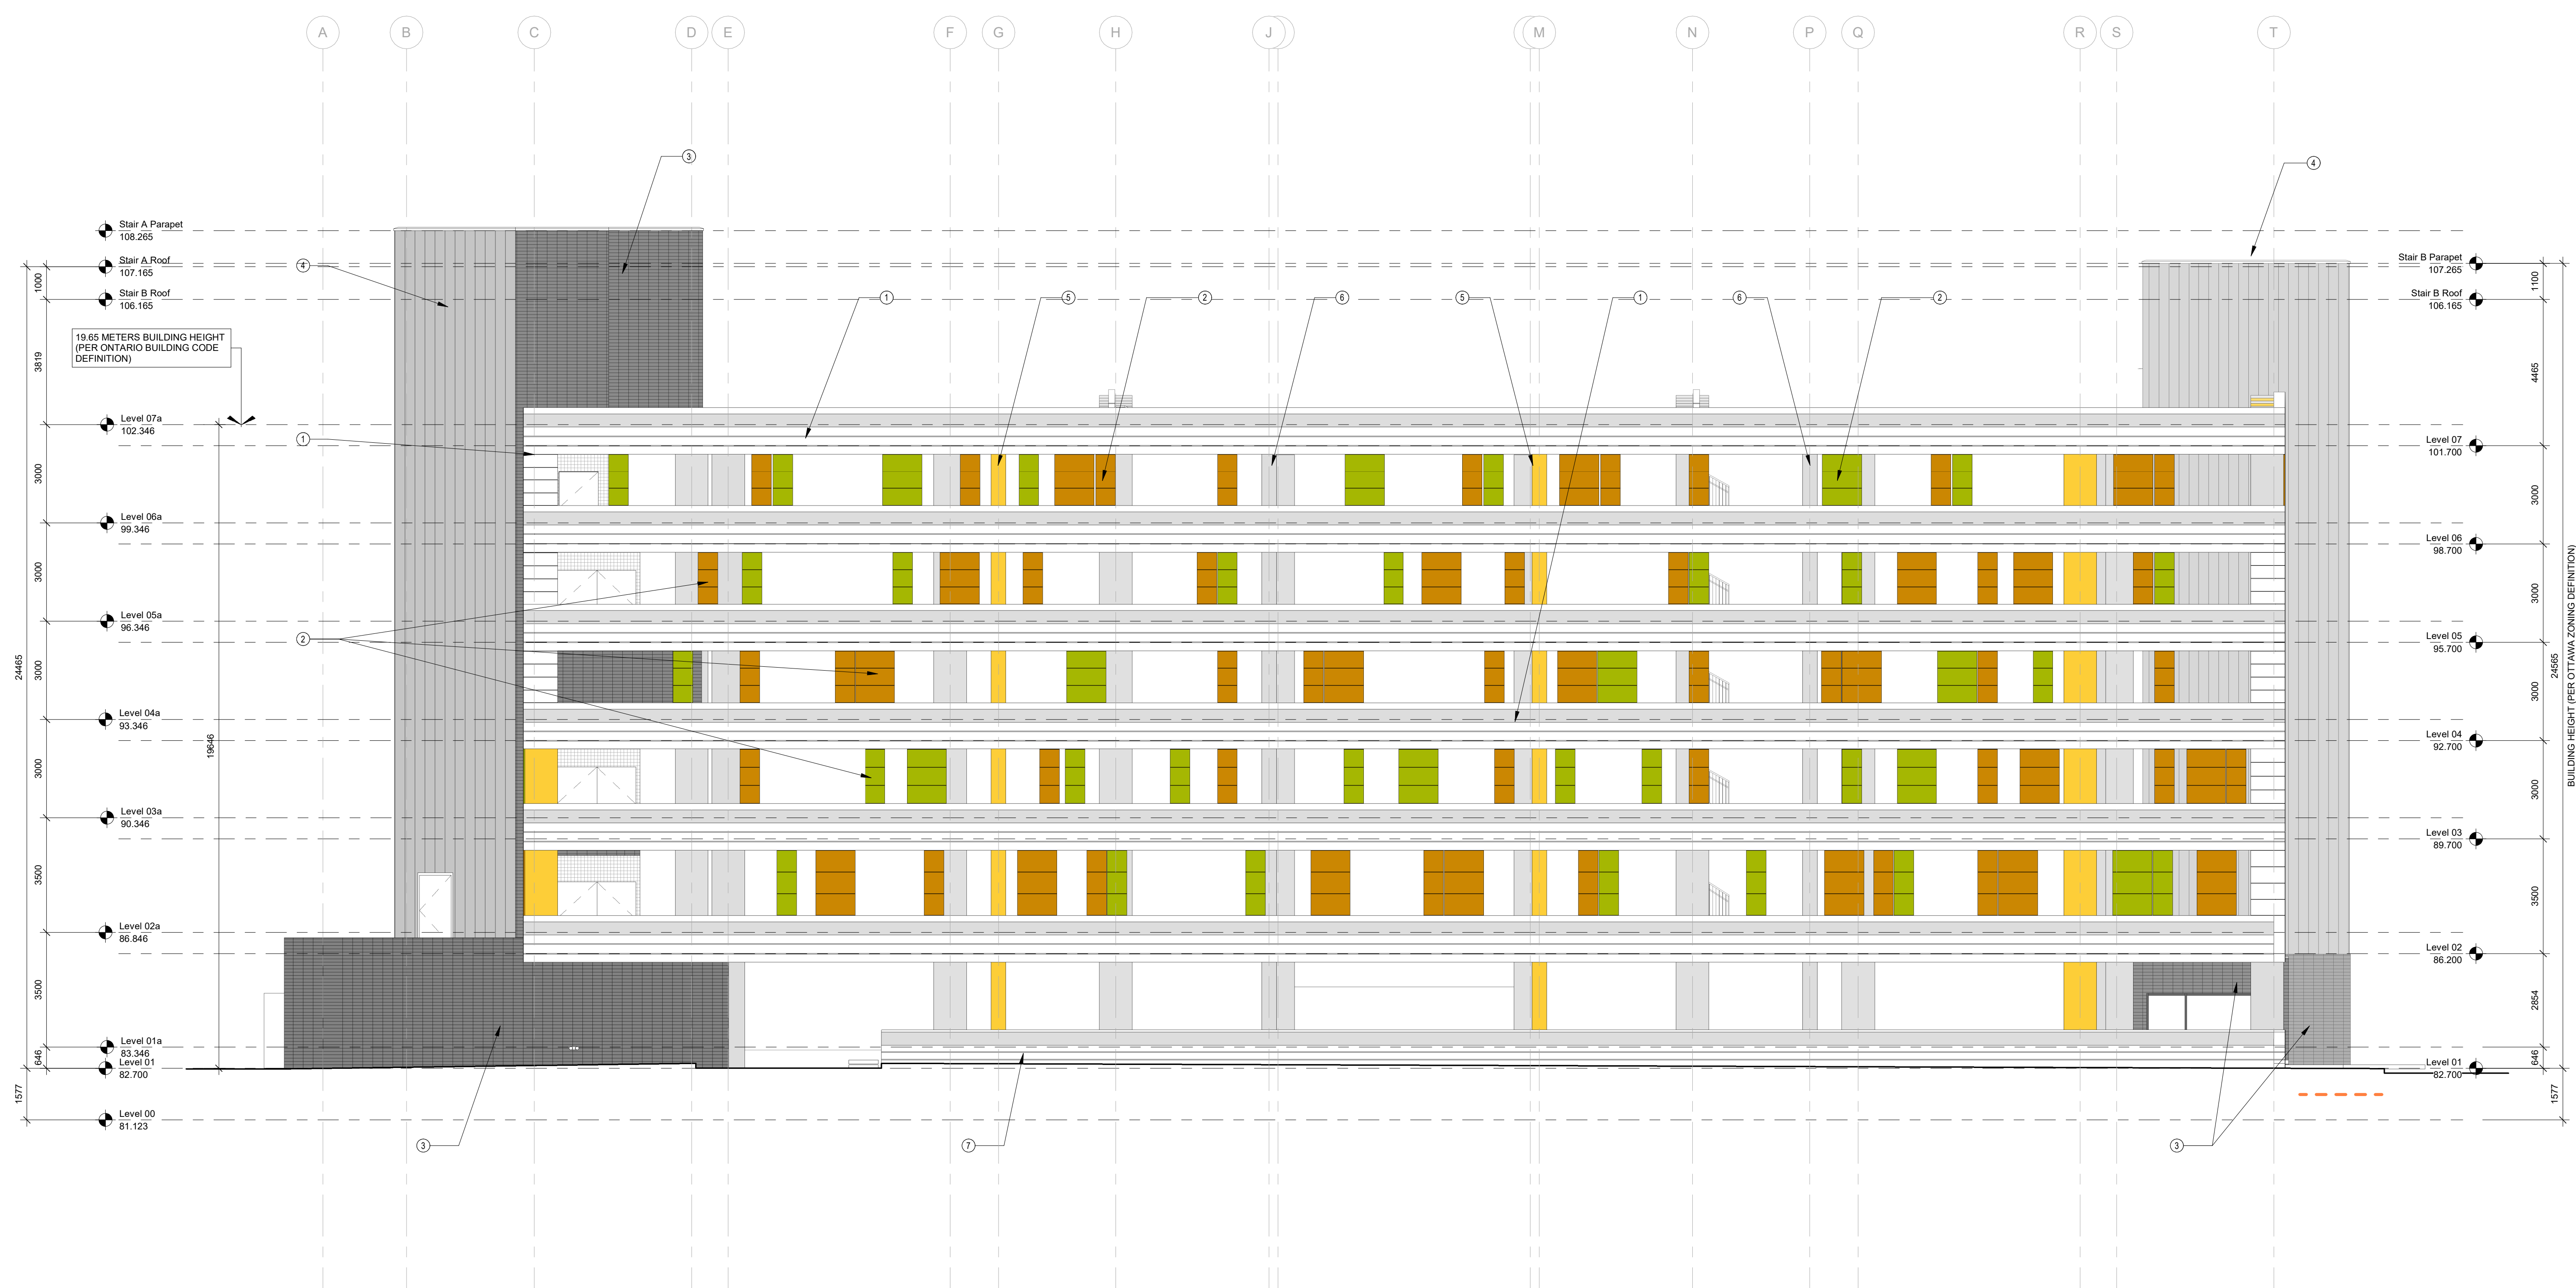 A B C D E F G H J M N P Q R S T
3
4
Stair A Parapet
108.265
Stair A Roof
107.165
Stair B Roof
106.165
4
Stair B Parapet
107.265
Stair B Roof
106.165
1 5 2 6 5 1 6 2
1000
3819
19.65 METERS BUILDING HEIGHT
(PER ONTARIO BUILDING CODE
DEFINITION)
1100
4465
Level 07a
102.346
1
Level 07
101.700
3000
3000
Level 06a
99.346
Level 06
98.700
3000
3000
Level 05a
96.346
2
Level 05
95.700
24465
3000
3000
24565
BUILDING HEIGHT (PER OTTAWA ZONING DEFINITION)
Level 04a
93.346
19646
Level 04
92.700
3000
3000
Level 03a
90.346
Level 03
89.700
3500
3500
Level 02a
86.846
Level 02
86.200
3500
2854
Level 01a
83.346
646
Level 01
82.700
646
Level 01
82.700
1577
1577
Level 00
81.123
3
7
3